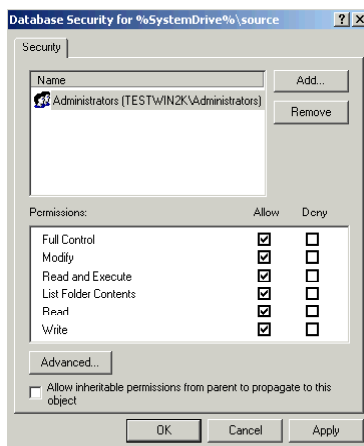 Database Security for %SystemDrive%\source
Security
Name
Add...
Administrators (TESTWIN2K\Administrators)
Remove
Permissions: Allow Deny
Full Control
Modify
Read and Execute
List Folder Contents
Read
Write
Advanced...
Allow inheritable permissions from parent to propagate to this
object
OK Cancel Apply